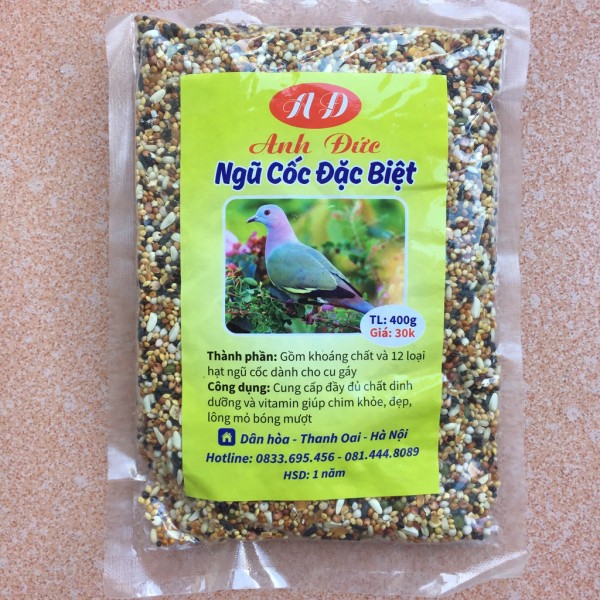 AĐ
Anh Đức
Ngũ Cốc Đặc Biệt
TL: 400g
Giá: 30k
Thành phần: Gồm khoáng chất và 12 loại
hạt ngũ cốc dành cho cu gáy
Công dụng: Cung cấp đầy đủ chất dinh
dưỡng và vitamin giúp chim khỏe, đẹp,
lông mỏ bóng mượt
Dân hòa - Thanh Oai - Hà Nội
Hotline: 0833.695.456 - 081.444.8089
HSD: 1 năm